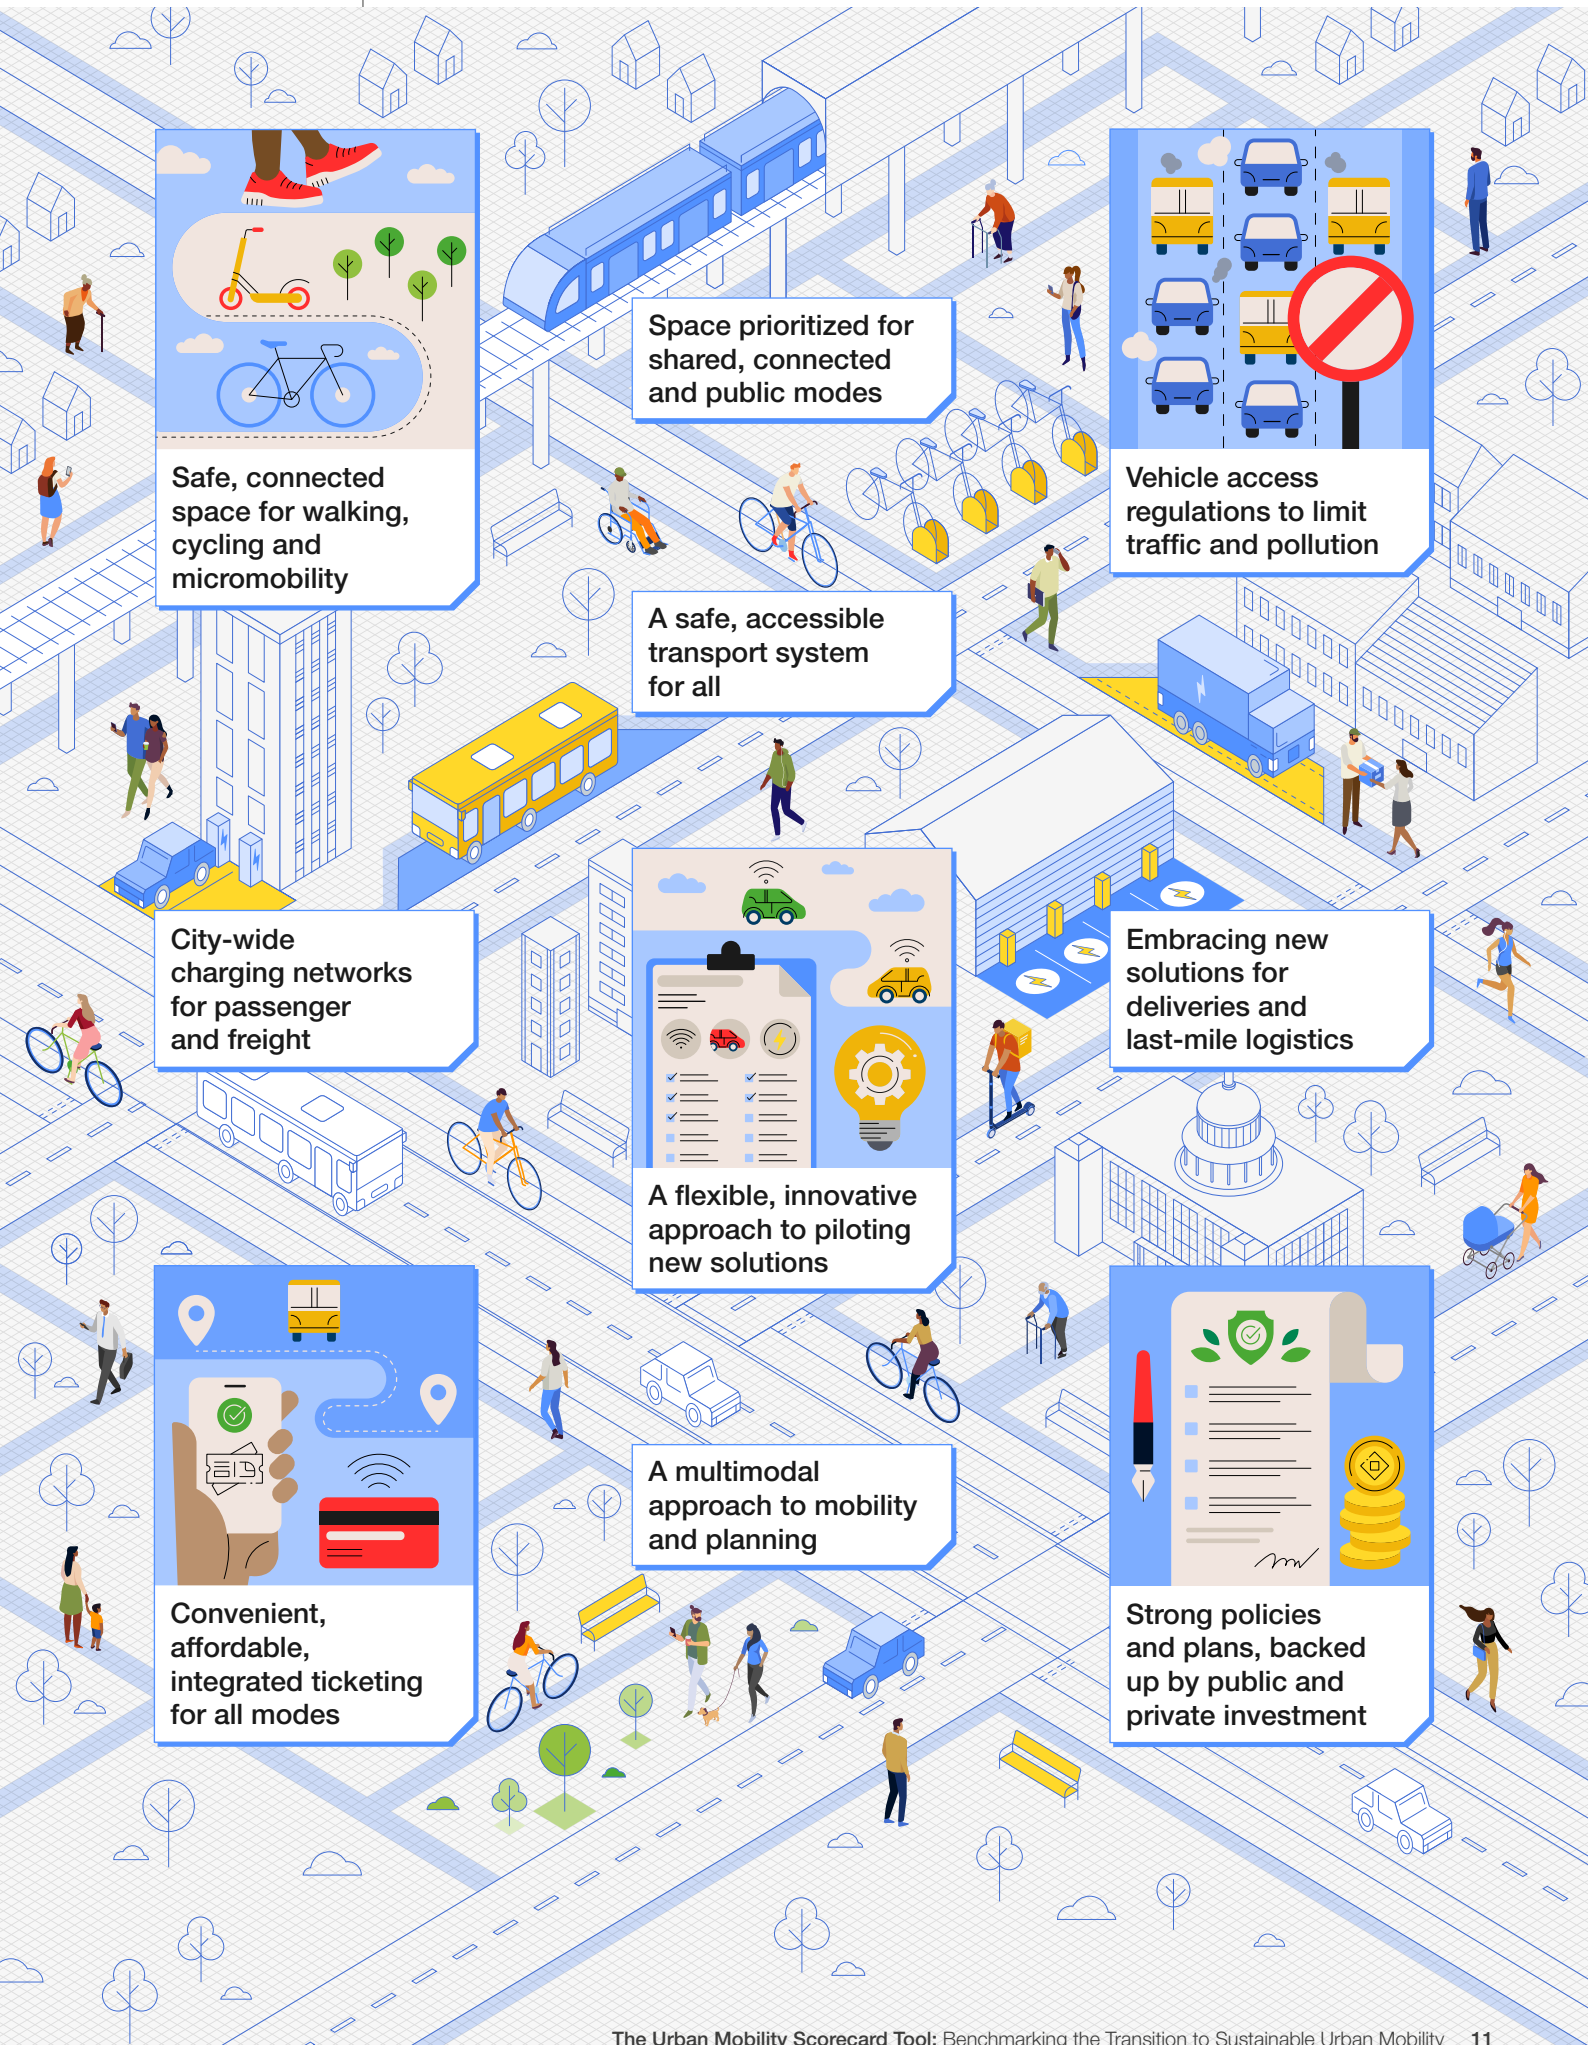 Space prioritized for
shared, connected
and public modes
Safe, connected
space for walking,
cycling and
micromobility
Vehicle access
regulations to limit
traffic and pollution
A safe, accessible
transport system
for all
City-wide
charging networks
for passenger
and freight
Embracing new
solutions for
deliveries and
last-mile logistics
A flexible, innovative
approach to piloting
new solutions
A multimodal
approach to mobility
and planning
Convenient,
affordable,
integrated ticketing
for all modes
Strong policies
and plans, backed
up by public and
private investment
The Urban Mobility Scorecard Tool: Benchmarking the Transition to Sustainable Urban Mobility 11